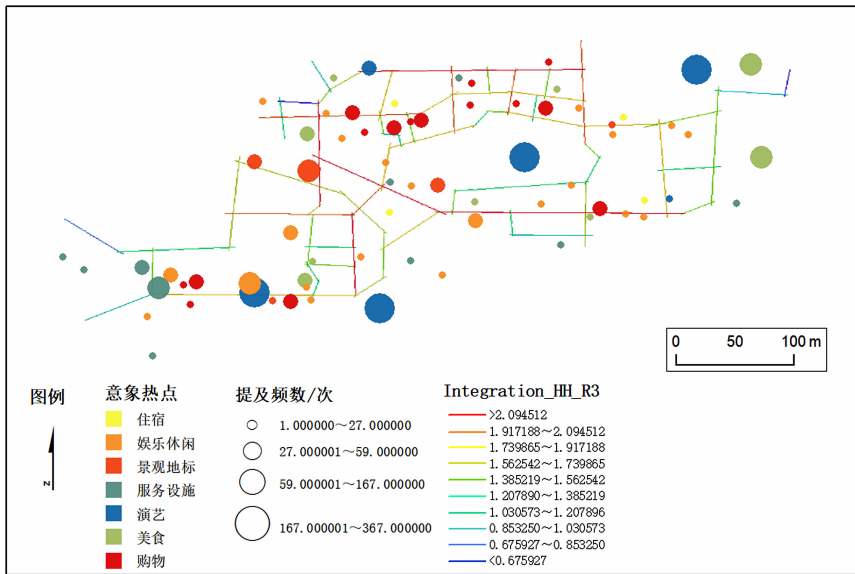 0 50 100 m
图例
N
意象热点
住宿
娱乐休闲
景观地标
服务设施
演艺
美食
购物
提及频数/次
1.000000～27.000000
27.000001～59.000000
59.000001～167.000000
167.000001～367.000000
Integration_HH_R3
>2.094512
1.917188～2.094512
1.739865～1.917188
1.562542～1.739865
1.385219～1.562542
1.207890～1.385219
1.030573～1.207896
0.853250～1.030573
0.675927～0.853250
<0.675927